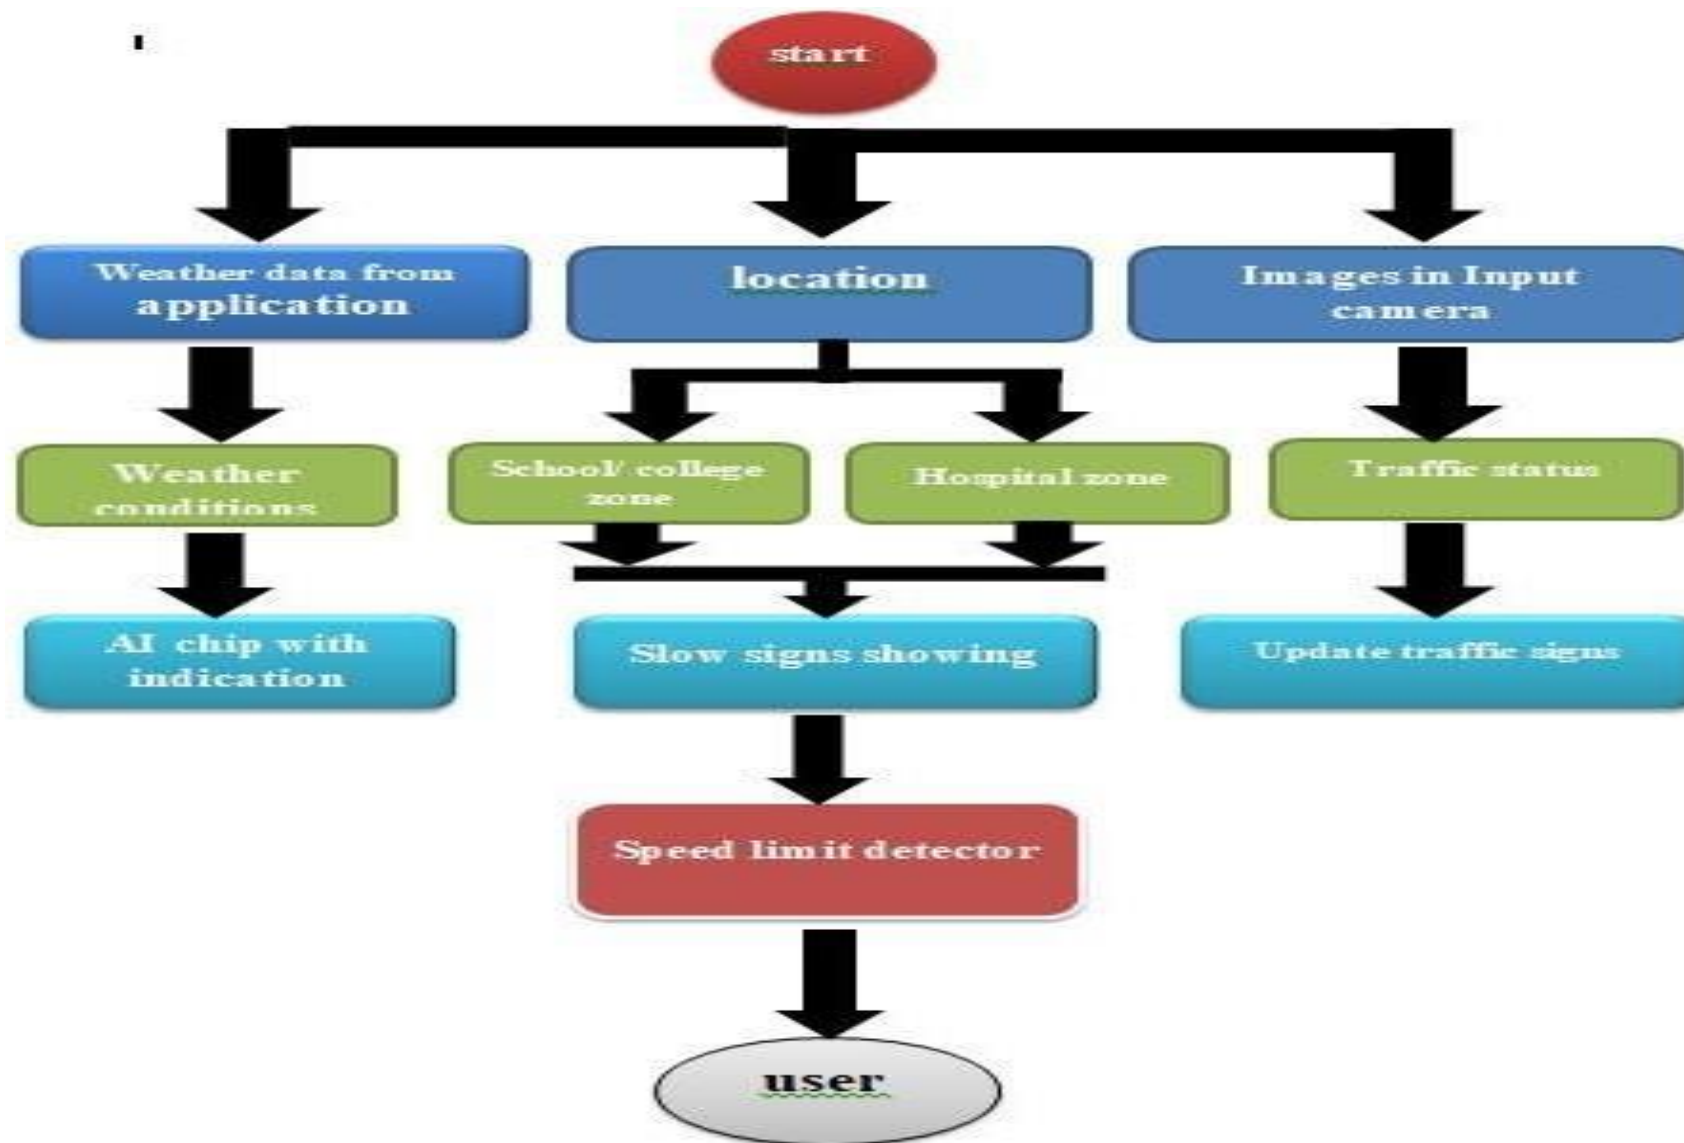 start
Weather data from
application
location
Images in Input
camera
Weather
conditions
School/ college
zone
Hospital zone
Traffic status
AI chip with
indication
Slow signs showing
Update traffic signs
Speed limit detector
user